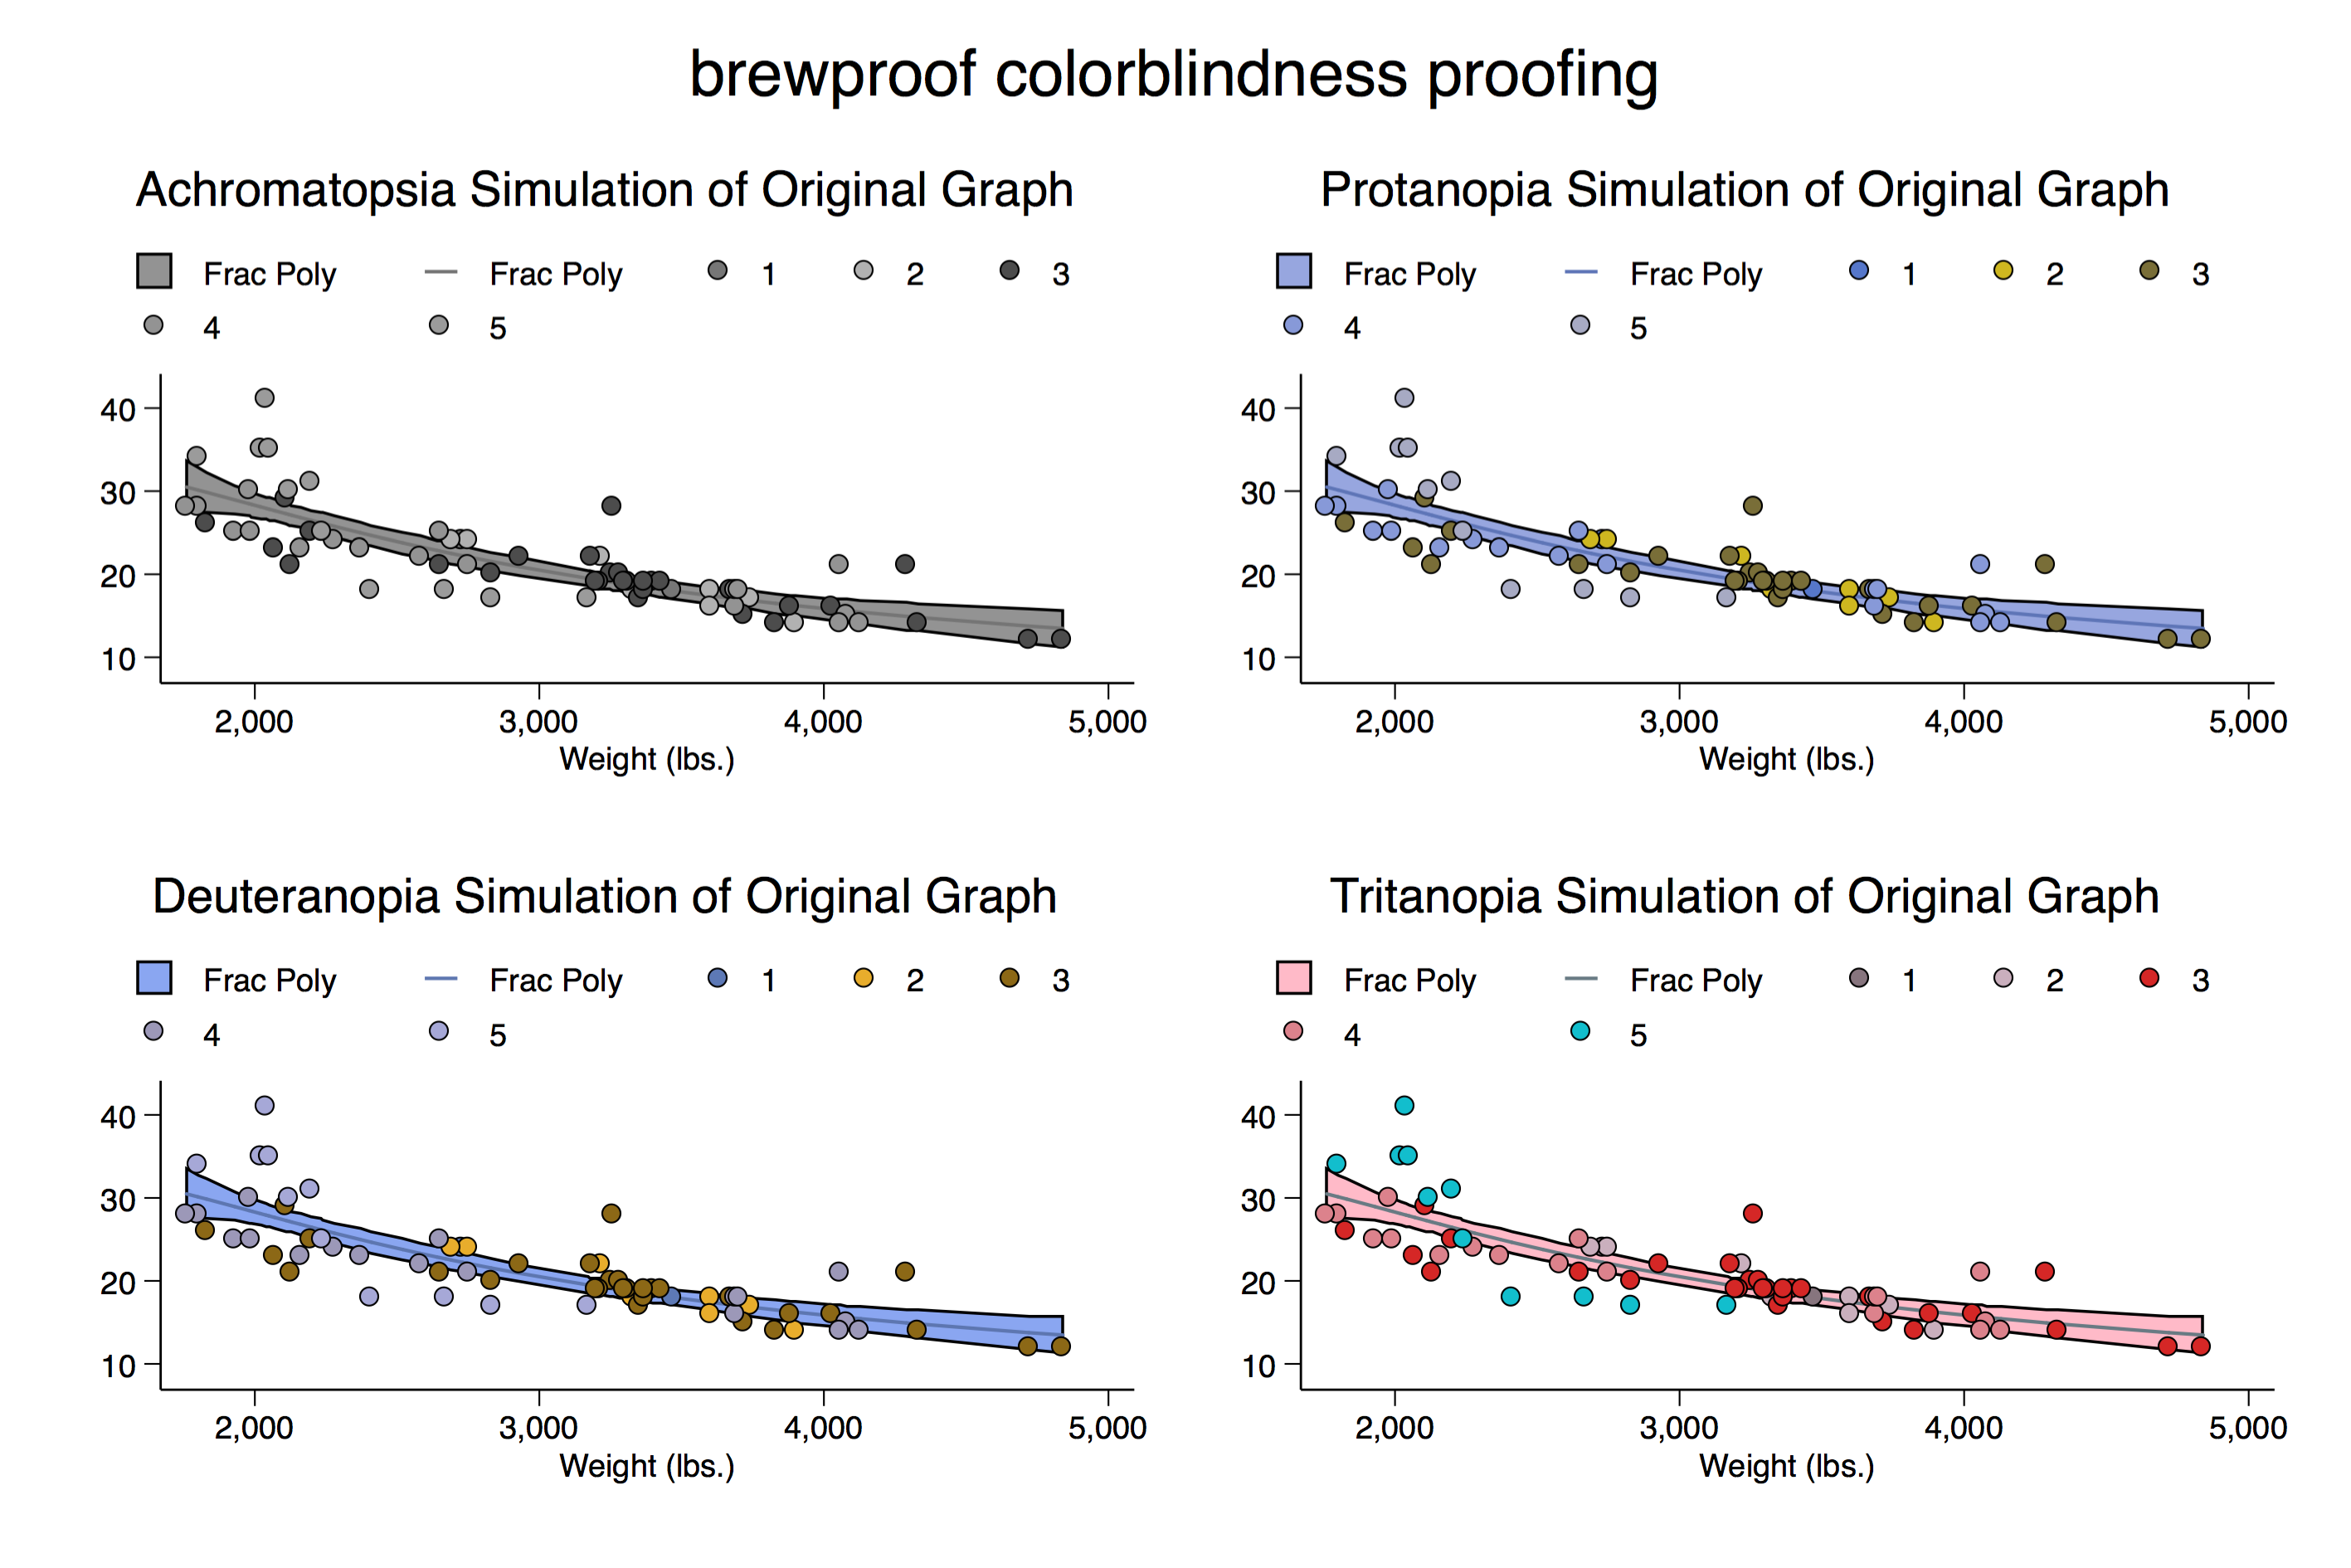 brewproof colorblindness proofing
Achromatopsia Simulation of Original Graph
Frac Poly Frac Poly 1 2 3
4 5
40
30
20
10
2,000 3,000 4,000 5,000
Weight (lbs.)
Protanopia Simulation of Original Graph
Frac Poly Frac Poly 1 2 3
4 5
40
30
20
10
2,000 3,000 4,000 5,000
Weight (lbs.)
Deuteranopia Simulation of Original Graph
Frac Poly Frac Poly 1 2 3
4 5
40
30
20
10
2,000 3,000 4,000 5,000
Weight (lbs.)
Tritanopia Simulation of Original Graph
Frac Poly Frac Poly 1 2 3
4 5
40
30
20
10
2,000 3,000 4,000 5,000
Weight (lbs.)